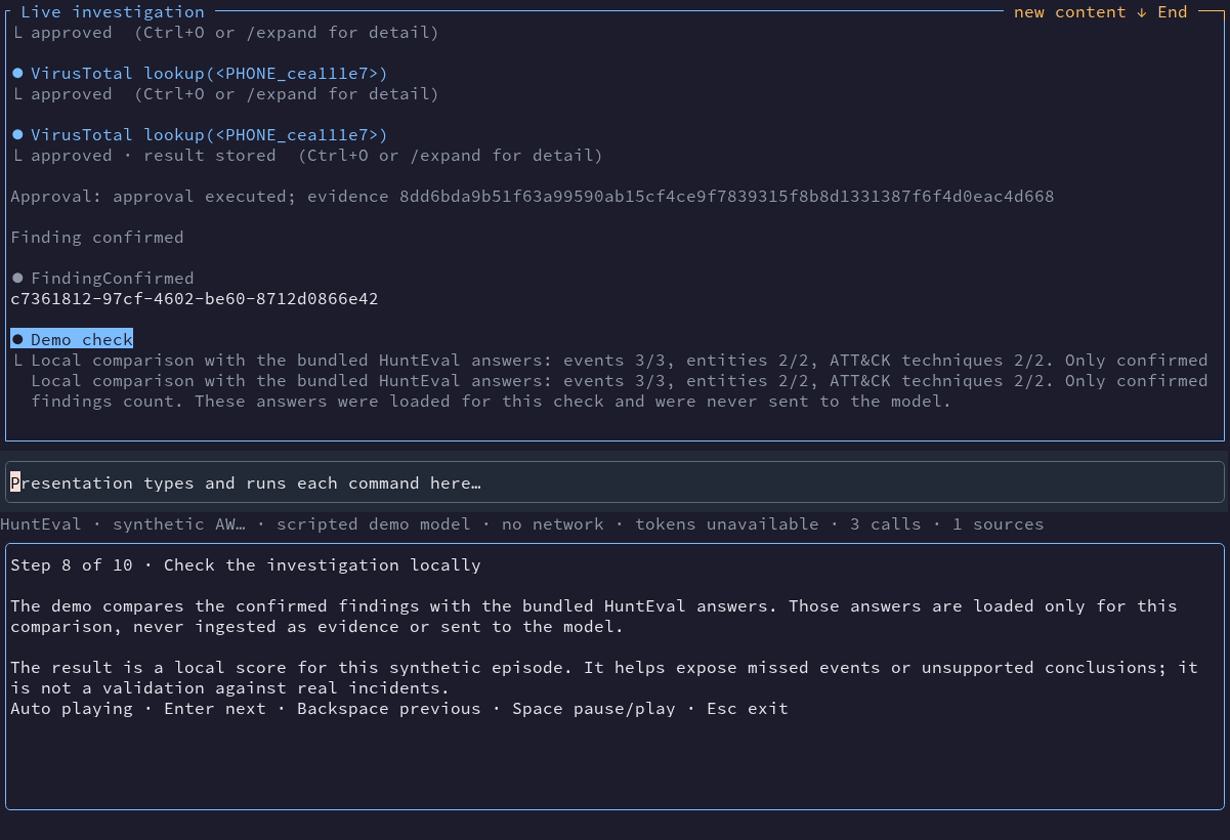 Live investigation new content ↓ End
L approved (Ctrl+O or /expand for detail)
● VirusTotal lookup(<PHONE_cea111e7>)
L approved (Ctrl+O or /expand for detail)
● VirusTotal lookup(<PHONE_cea111e7>)
L approved · result stored (Ctrl+O or /expand for detail)
Approval: approval executed; evidence 8dd6bda9b51f63a99590ab15cf4ce9f7839315f8b8d1331387f6f4d0eac4d668
Finding confirmed
● FindingConfirmed
c7361812-97cf-4602-be60-8712d0866e42
● Demo check
L Local comparison with the bundled HuntEval answers: events 3/3, entities 2/2, ATT&CK techniques 2/2. Only confirmed
Local comparison with the bundled HuntEval answers: events 3/3, entities 2/2, ATT&CK techniques 2/2. Only confirmed
findings count. These answers were loaded for this check and were never sent to the model.
Presentation types and runs each command here…
HuntEval · synthetic AW… · scripted demo model · no network · tokens unavailable · 3 calls · 1 sources
Step 8 of 10 · Check the investigation locally
The demo compares the confirmed findings with the bundled HuntEval answers. Those answers are loaded only for this
comparison, never ingested as evidence or sent to the model.
The result is a local score for this synthetic episode. It helps expose missed events or unsupported conclusions; it
is not a validation against real incidents.
Auto playing · Enter next · Backspace previous · Space pause/play · Esc exit